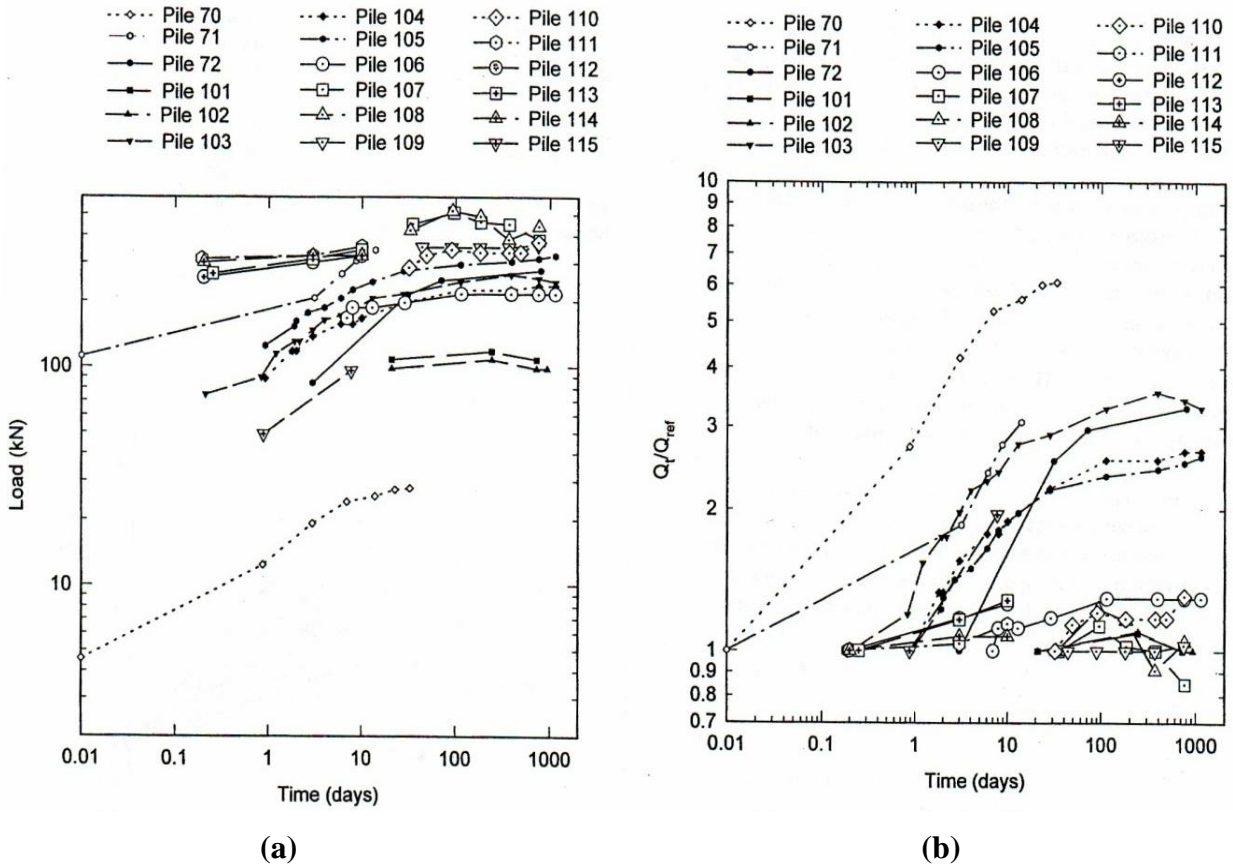 Pile 70
Pile 71
Pile 72
Pile 101
Pile 102
Pile 103
Pile 104
Pile 105
Pile 106
Pile 107
Pile 108
Pile 109
Pile 110
Pile 111
Pile 112
Pile 113
Pile 114
Pile 115
Load (kN)
100
10
0.01
0.1
1
10
100
1000
Time (days)
(a)
Pile 70
Pile 71
Pile 72
Pile 101
Pile 102
Pile 103
Pile 104
Pile 105
Pile 106
Pile 107
Pile 108
Pile 109
Pile 110
Pile 111
Pile 112
Pile 113
Pile 114
Pile 115
Qt/Qref
10
9
8
7
6
5
4
3
2
1
0.9
0.8
0.7
0.01
0.1
1
10
100
1000
Time (days)
(b)